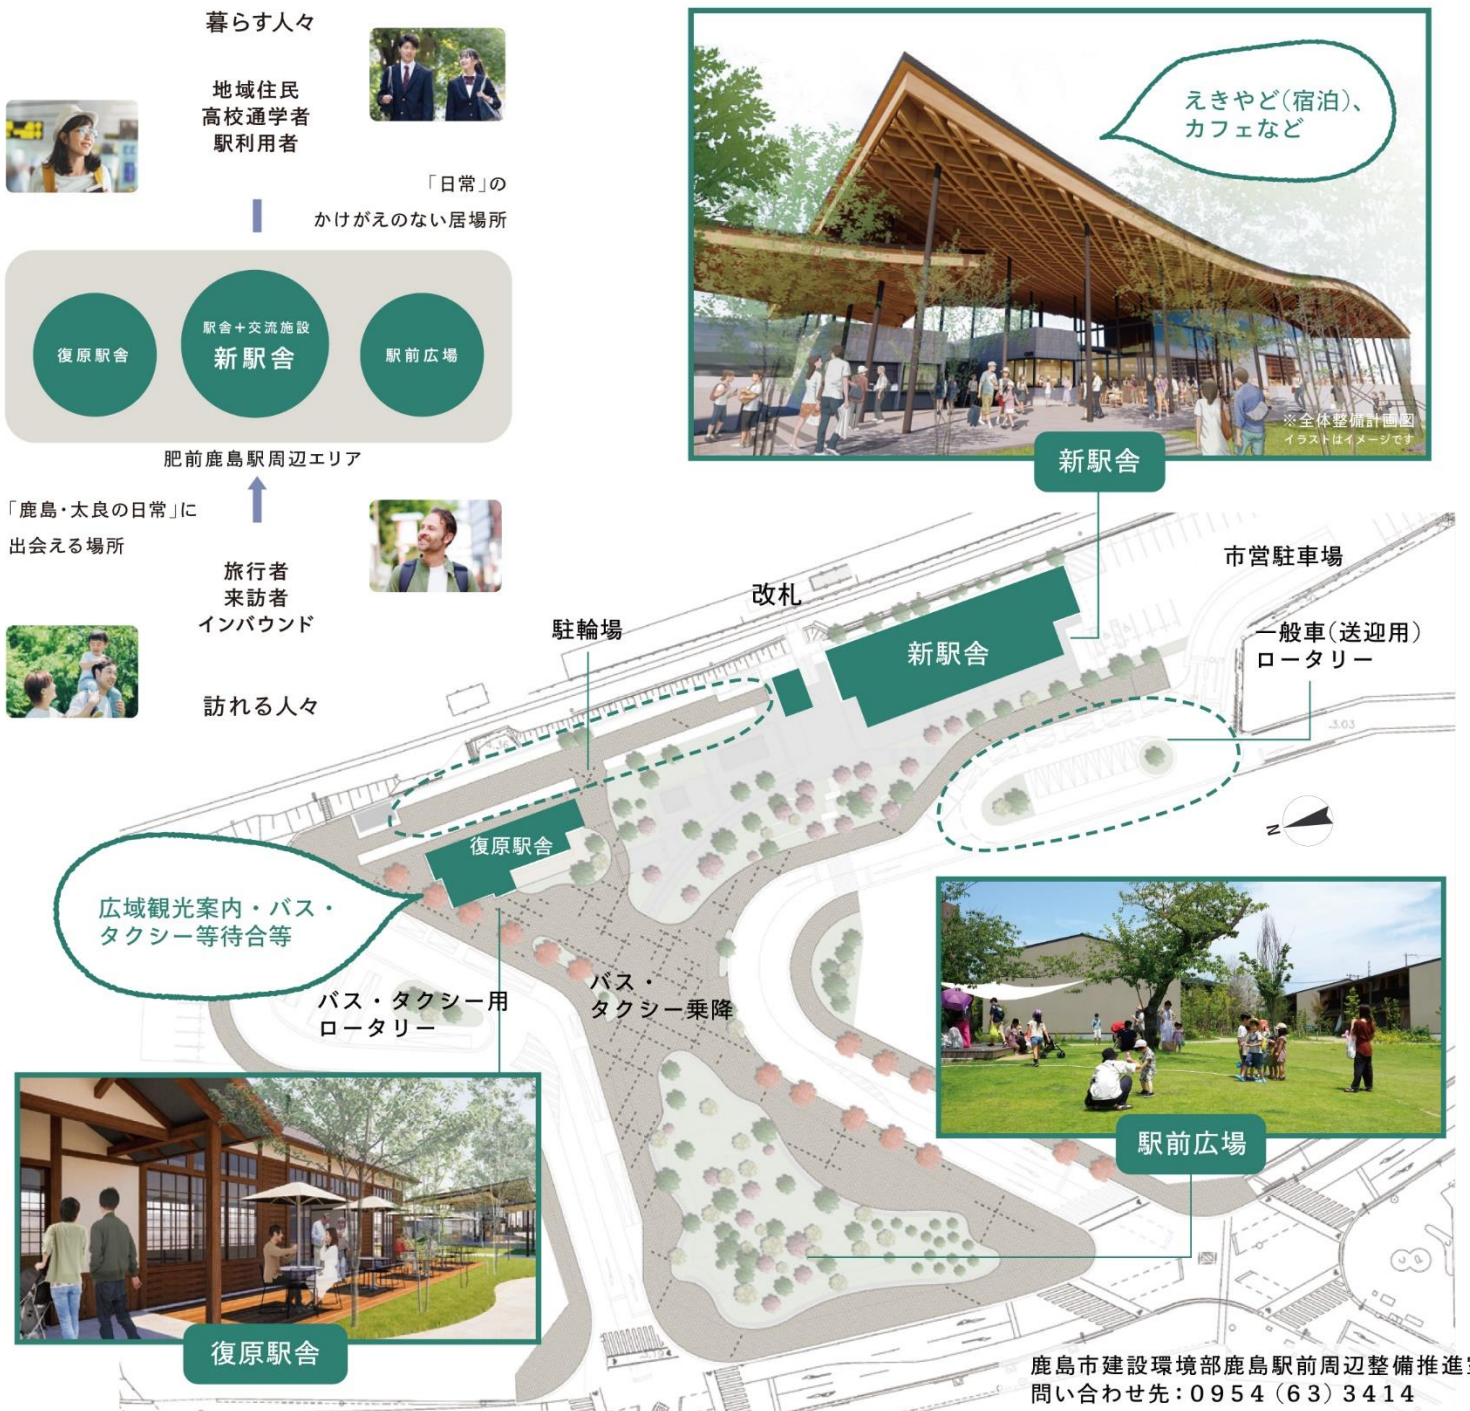 暮らす人々
地域住民
高校通学者
駅利用者
「日常」の
かけがえのない居場所
復原駅舎
駅舎+交流施設
新駅舎
駅前広場
肥前鹿島駅周辺エリア
「鹿島・太良の日常」に
出会える場所
旅行者
来訪者
インバウンド
訪れる人々
えきやど(宿泊)、
カフェなど
※全体整備計画図
イラストはイメージです
新駅舎
市営駐車場
改札
駐輪場
新駅舎
一般車(送迎用)
ロータリー
3.03
N
復原駅舎
広域観光案内・バス・
タクシー等待合等
バス・タクシー用
ロータリー
バス・
タクシー乗降
駅前広場
復原駅舎
鹿島市建設環境部鹿島駅前周辺整備推進室
問い合わせ先:0954(63)3414